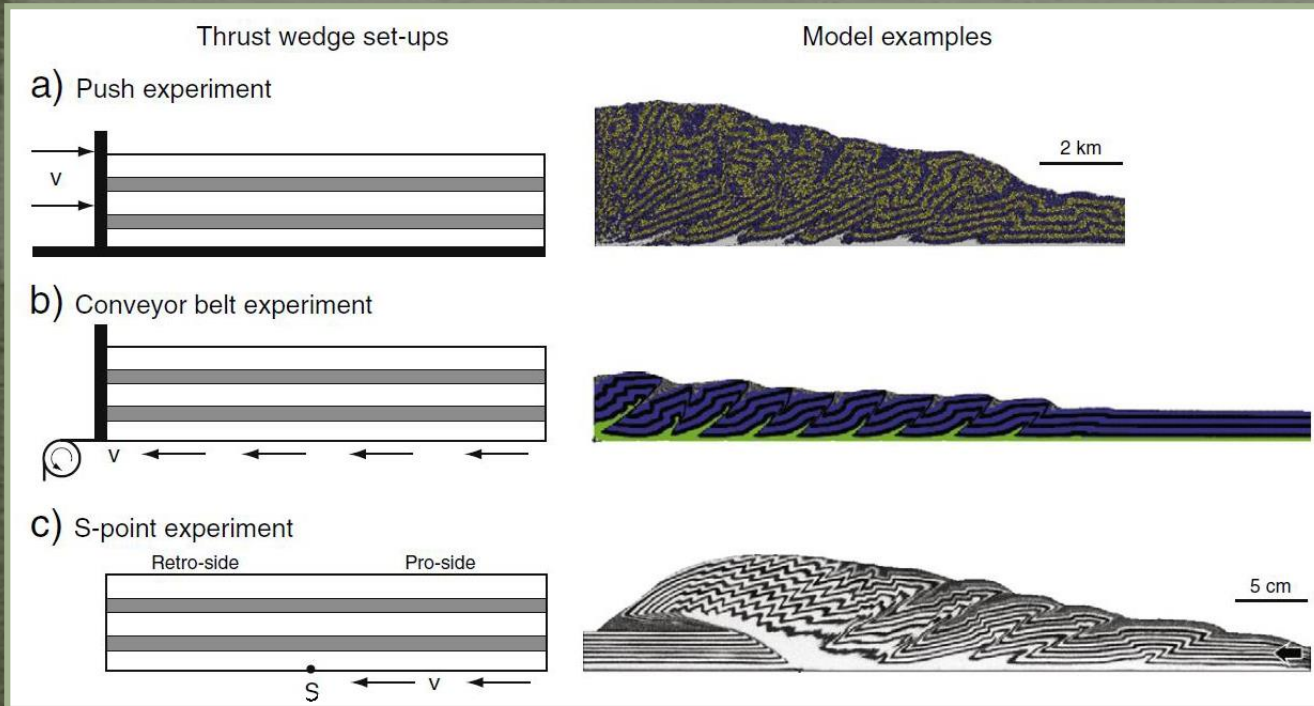 Thrust wedge set-ups
Model examples
a) Push experiment
v
2 km
b) Conveyor belt experiment
v
c) S-point experiment
Retro-side
Pro-side
5 cm
v
S